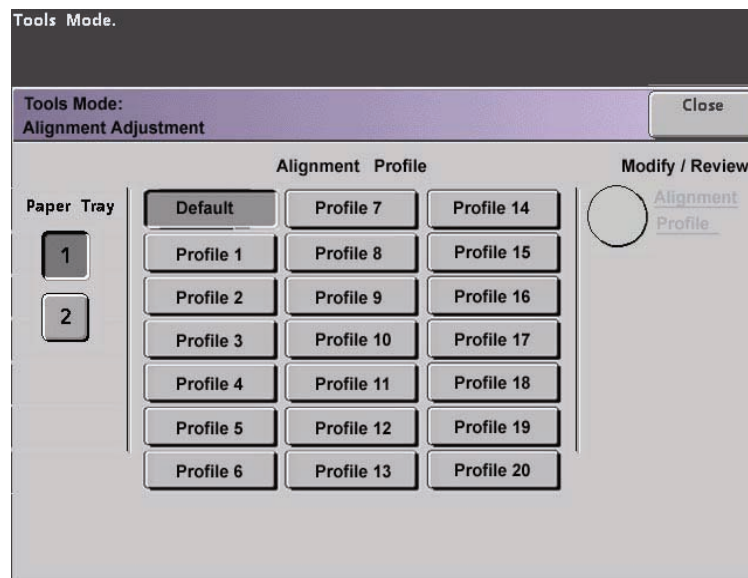 Tools Mode.
Tools Mode:
Close
Alignment Adjustment
Alignment Profile
Modify / Review
Paper Tray
Default
Profile 7
Profile 14
Alignment
Profile
1
Profile 1
Profile 8
Profile 15
2
Profile 2
Profile 9
Profile 16
Profile 3
Profile 10
Profile 17
Profile 4
Profile 11
Profile 18
Profile 5
Profile 12
Profile 19
Profile 6
Profile 13
Profile 20